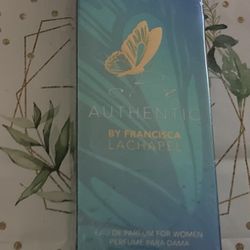 AUTHENTIC
BY FRANCISCA
LACHAPEL
EAU DE PARFUM FOR WOMEN
PERFUME PARA DAMA